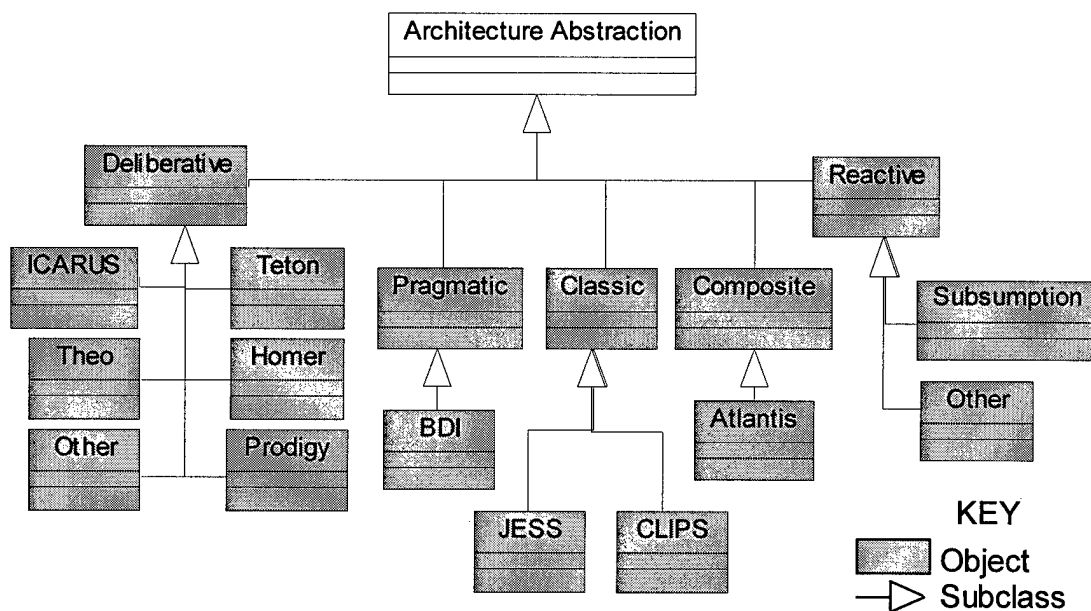 Architecture Abstraction
Deliberative
Reactive
ICARUS
Teton
Pragmatic
Classic
Composite
Subsumption
Theo
Homer
BDI
Atlantis
Other
Other
Prodigy
JESS
CLIPS
KEY
Object
Subclass